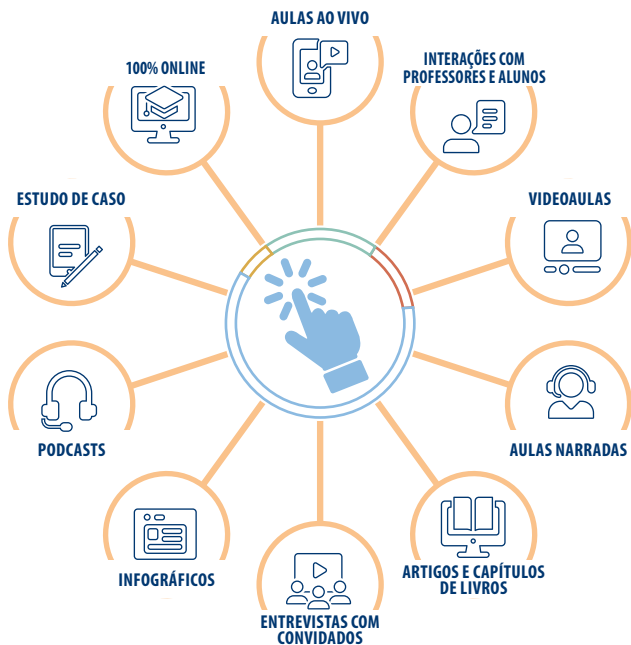 AULAS AO VIVO
INTERAÇÕES COM
PROFESSORES E ALUNOS
100% ONLINE
ESTUDO DE CASO
VIDEOAULAS
PODCASTS
AULAS NARRADAS
INFOGRÁFICOS
ARTIGOS E CAPÍTULOS
DE LIVROS
ENTREVISTAS COM
CONVIDADOS